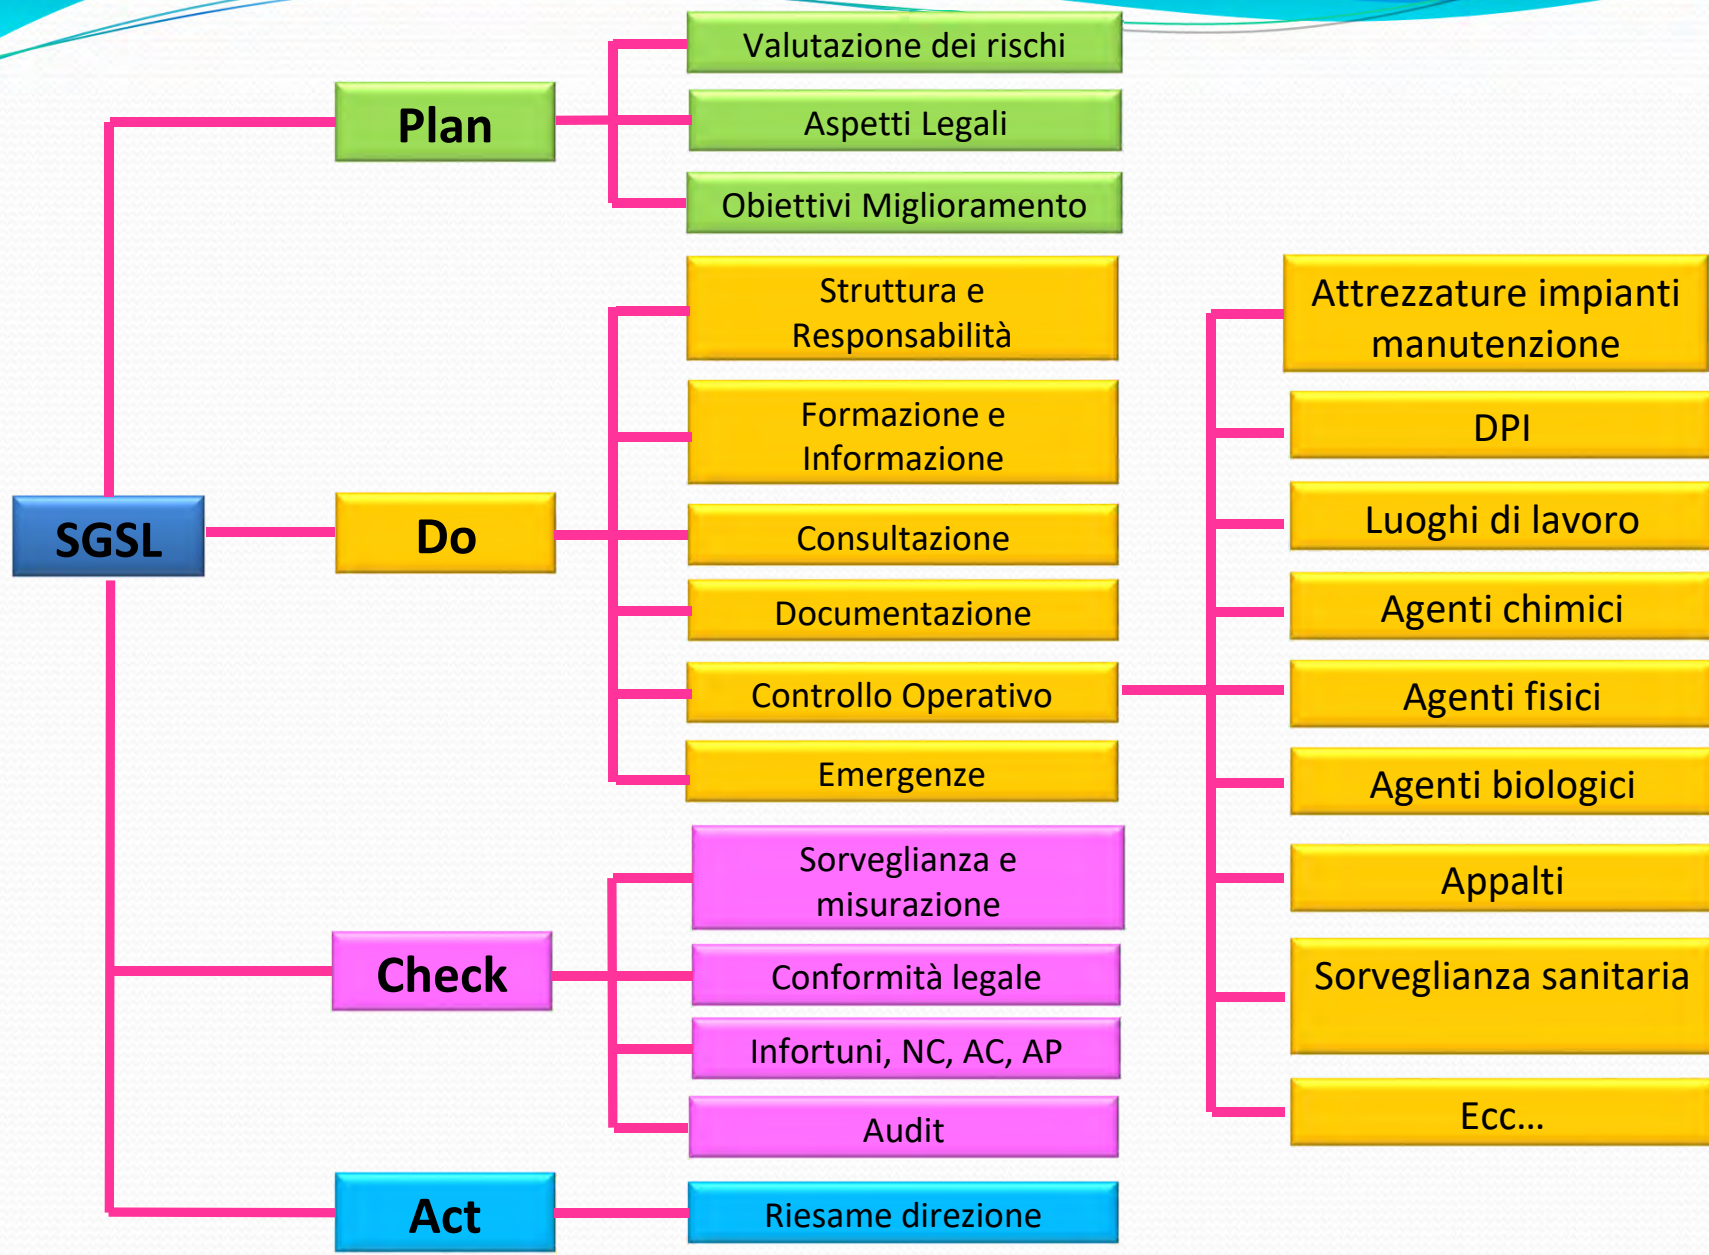 SGSL
Plan
Valutazione dei rischi
Aspetti Legali
Obiettivi Miglioramento
Do
Struttura e
Responsabilità
Formazione e
Informazione
Consultazione
Documentazione
Controllo Operativo
Emergenze
Attrezzature impianti
manutenzione
DPI
Luoghi di lavoro
Agenti chimici
Agenti fisici
Agenti biologici
Appalti
Sorveglianza sanitaria
Ecc...
Check
Sorveglianza e
misurazione
Conformità legale
Infortuni, NC, AC, AP
Audit
Act
Riesame direzione